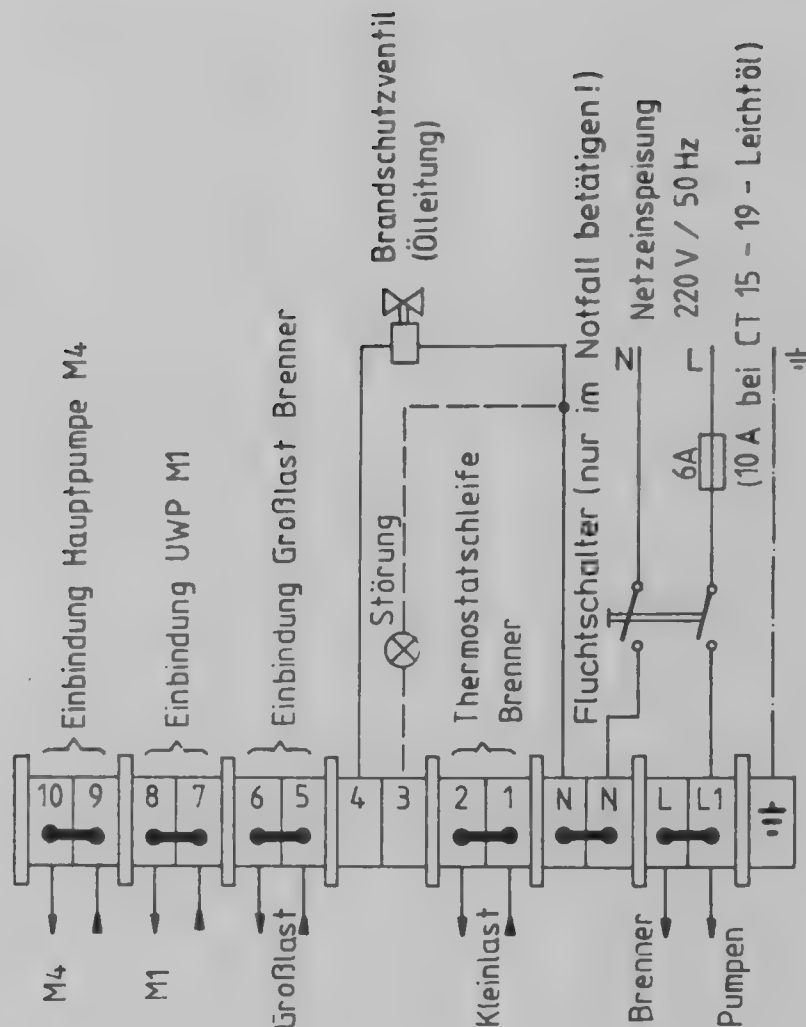 M4
10
9
Einbindung Hauptpumpe M4
M1
8
7
Einbindung UWP M1
Großlast
6
5
Einbindung Großlast Brenner
4
3
Störung
Brandschutzventil
(Ölleitung)
Kleinlast
2
1
Thermostatschleife
Brenner
N
N
Fluchtschalter (nur im Notfall betätigen!)
N
Netzeinspeisung
220 V / 50 Hz
Brenner
L
L1
Pumpen
6A
L
(10 A bei CT 15 - 19 - Leichtöl)